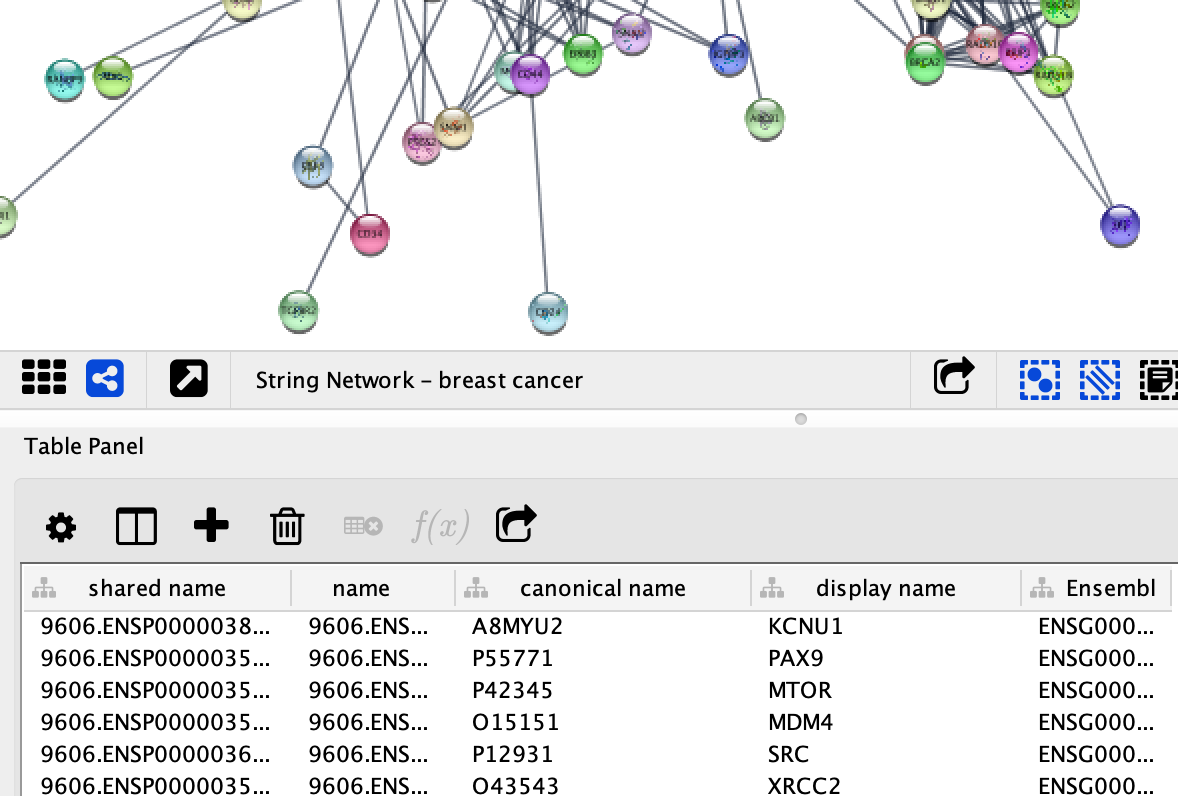 BRCA2
CD44
ABCB1
CD34
TGFBR2
CD24
String Network – breast cancer
Table Panel
f(x)
shared name name canonical name display name Ensembl
9606.ENSP0000038... 9606.ENS... A8MYU2 KCNU1 ENSG000...
9606.ENSP0000035... 9606.ENS... P55771 PAX9 ENSG000...
9606.ENSP0000035... 9606.ENS... P42345 MTOR ENSG000...
9606.ENSP0000035... 9606.ENS... O15151 MDM4 ENSG000...
9606.ENSP0000036... 9606.ENS... P12931 SRC ENSG000...
9606.ENSP0000035... 9606.ENS... O43543 XRCC2 ENSG000...